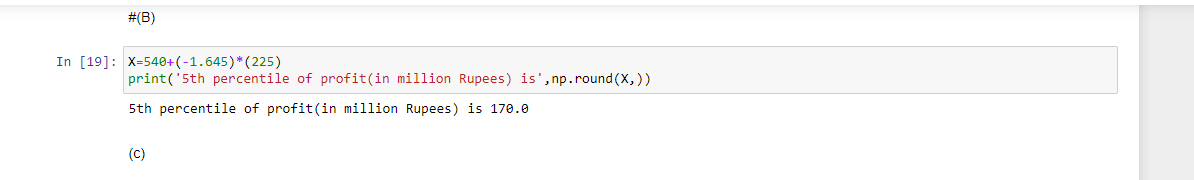 #(B)
In [19]: X=540+(-1.645)*(225)
print('5th percentile of profit(in million Rupees) is',np.round(X,))
5th percentile of profit(in million Rupees) is 170.0
(C)